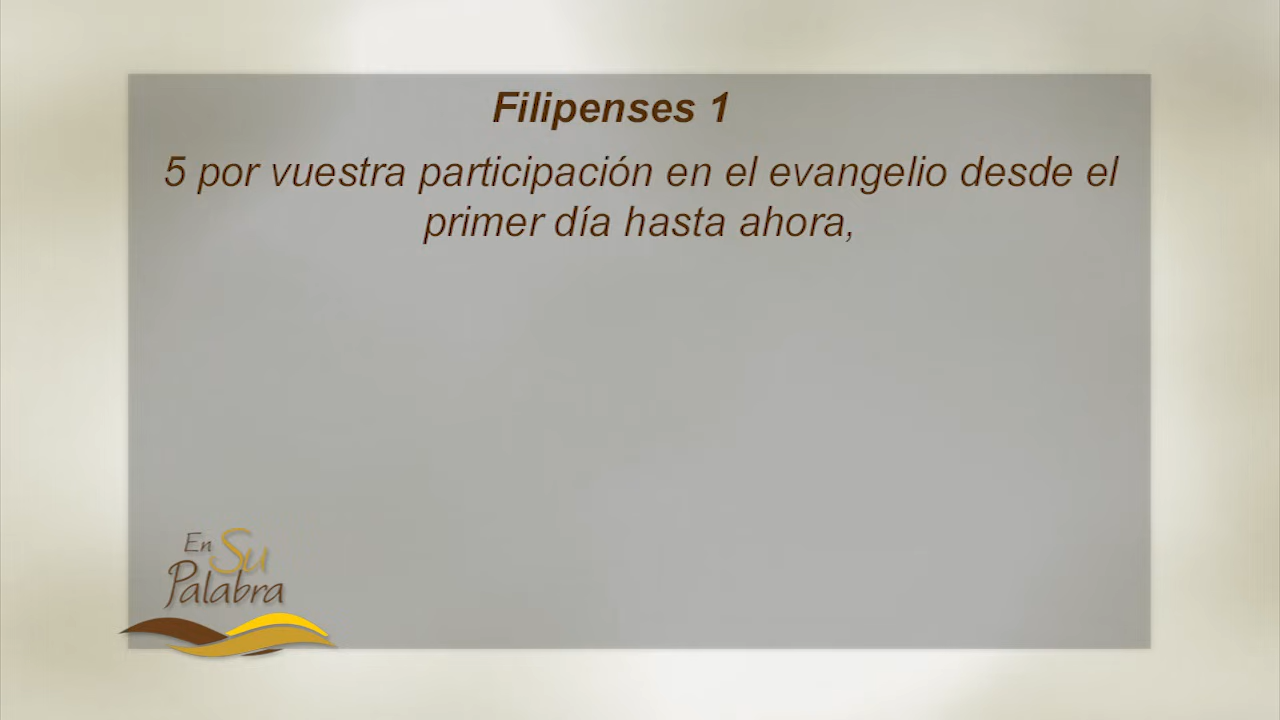 Filipenses 1
5 por vuestra participación en el evangelio desde el
primer día hasta ahora,
En Su
Palabra